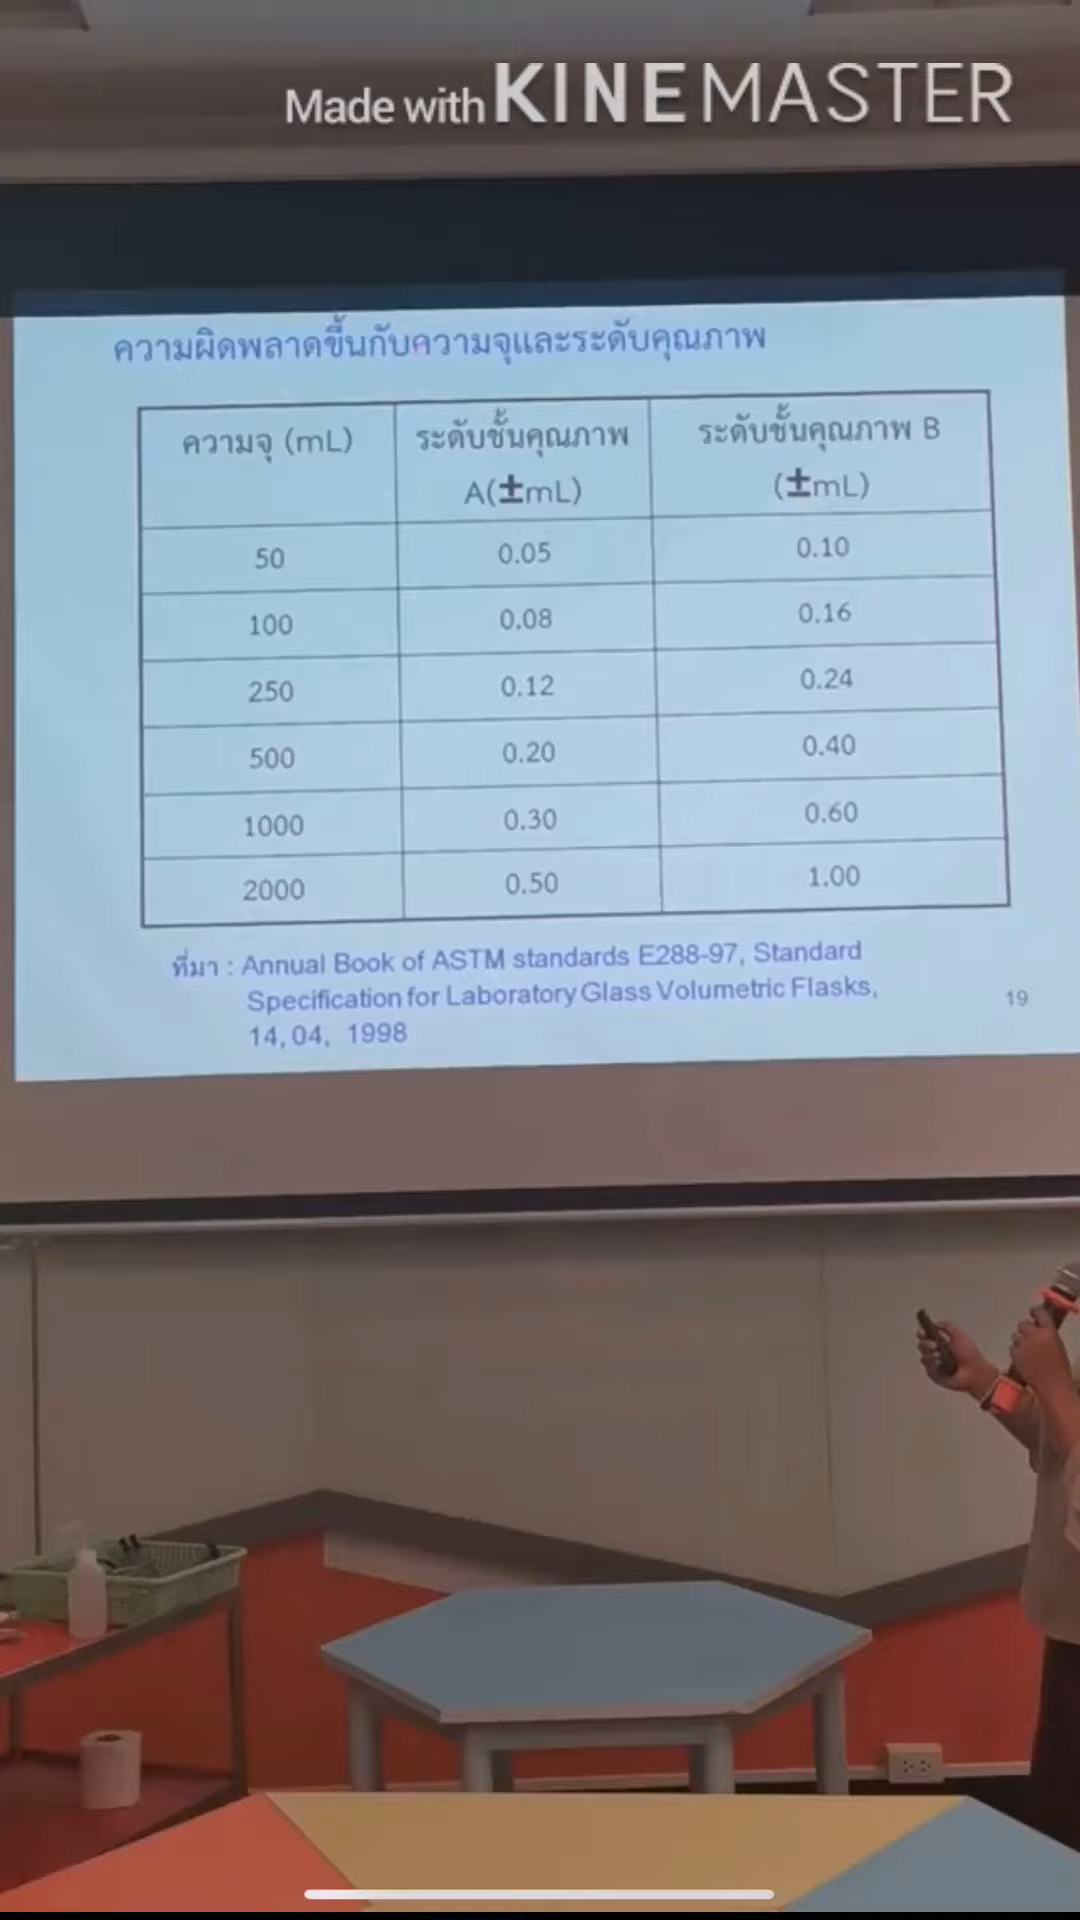 Made with KINEMASTER
ความผิดพลาดขึ้นกับความจุและระดับคุณภาพ
ความจุ (mL) ระดับชั้นคุณภาพ A(±mL) ระดับชั้นคุณภาพ B (±mL)
50 0.05 0.10
100 0.08 0.16
250 0.12 0.24
500 0.20 0.40
1000 0.30 0.60
2000 0.50 1.00
ที่มา : Annual Book of ASTM standards E288-97, Standard
Specification for Laboratory Glass Volumetric Flasks,
14,04, 1998
19